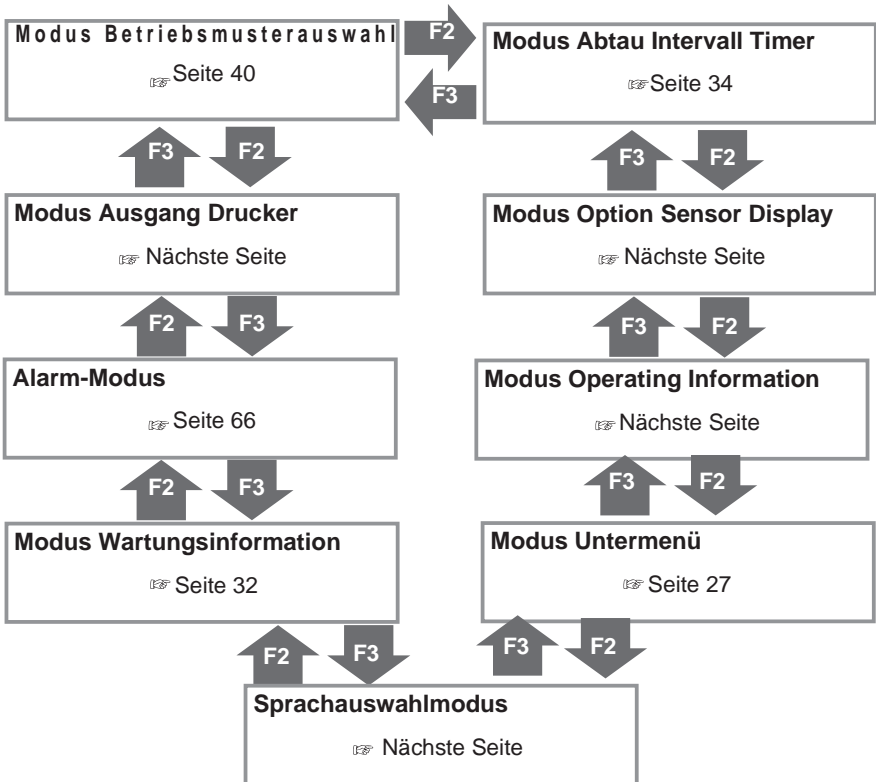 Modus Betriebsmusterauswahl
☞ Seite 40
F2
F3
Modus Abtau Intervall Timer
☞ Seite 34
F3
F2
F3
F2
Modus Ausgang Drucker
☞ Nächste Seite
Modus Option Sensor Display
☞ Nächste Seite
F2
F3
F3
F2
Alarm-Modus
☞ Seite 66
Modus Operating Information
☞ Nächste Seite
F2
F3
F3
F2
Modus Wartungsinformation
☞ Seite 32
Modus Untermenü
☞ Seite 27
F2
F3
F3
F2
Sprachauswahlmodus
☞ Nächste Seite